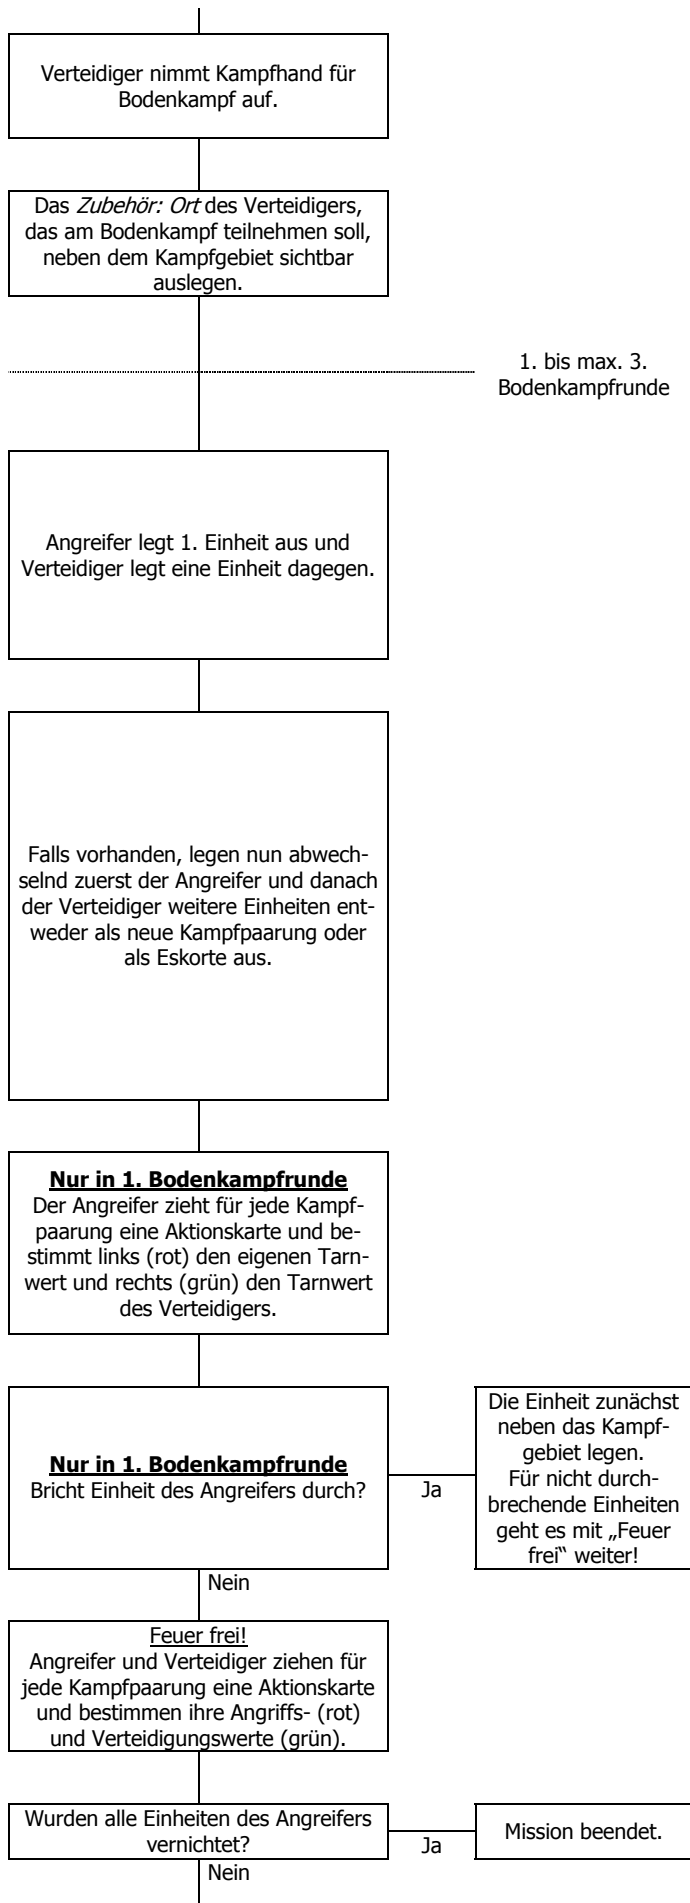 Verteidiger nimmt Kampfhand für
Bodenkampf auf.
Das Zubehör: Ort des Verteidigers,
das am Bodenkampf teilnehmen soll,
neben dem Kampfgebiet sichtbar
auslegen.
1. bis max. 3.
Bodenkampfrunde
Angreifer legt 1. Einheit aus und
Verteidiger legt eine Einheit dagegen.
Falls vorhanden, legen nun abwech-
selnd zuerst der Angreifer und danach
der Verteidiger weitere Einheiten ent-
weder als neue Kampfpaarung oder
als Eskorte aus.
Nur in 1. Bodenkampfrunde
Der Angreifer zieht für jede Kampf-
paarung eine Aktionskarte und be-
stimmt links (rot) den eigenen Tarn-
wert und rechts (grün) den Tarnwert
des Verteidigers.
Nur in 1. Bodenkampfrunde
Bricht Einheit des Angreifers durch?
Ja
Die Einheit zunächst
neben das Kampf-
gebiet legen.
Für nicht durch-
brechende Einheiten
geht es mit „Feuer
frei“ weiter!
Nein
Feuer frei!
Angreifer und Verteidiger ziehen für
jede Kampfpaarung eine Aktionskarte
und bestimmen ihre Angriffs- (rot)
und Verteidigungswerte (grün).
Wurden alle Einheiten des Angreifers
vernichtet?
Ja
Mission beendet.
Nein